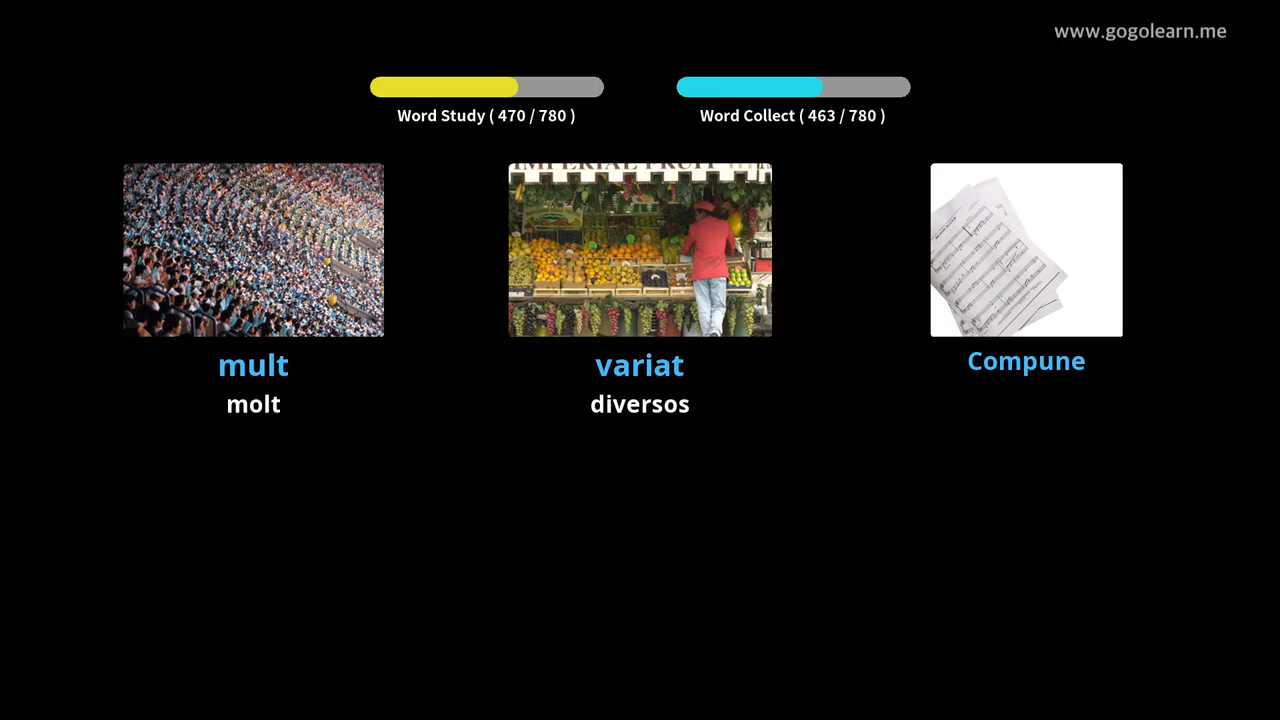 www.gogolearn.me
Word Study ( 470 / 780 )
Word Collect ( 463 / 780 )
mult
molt
variat
diversos
Compune